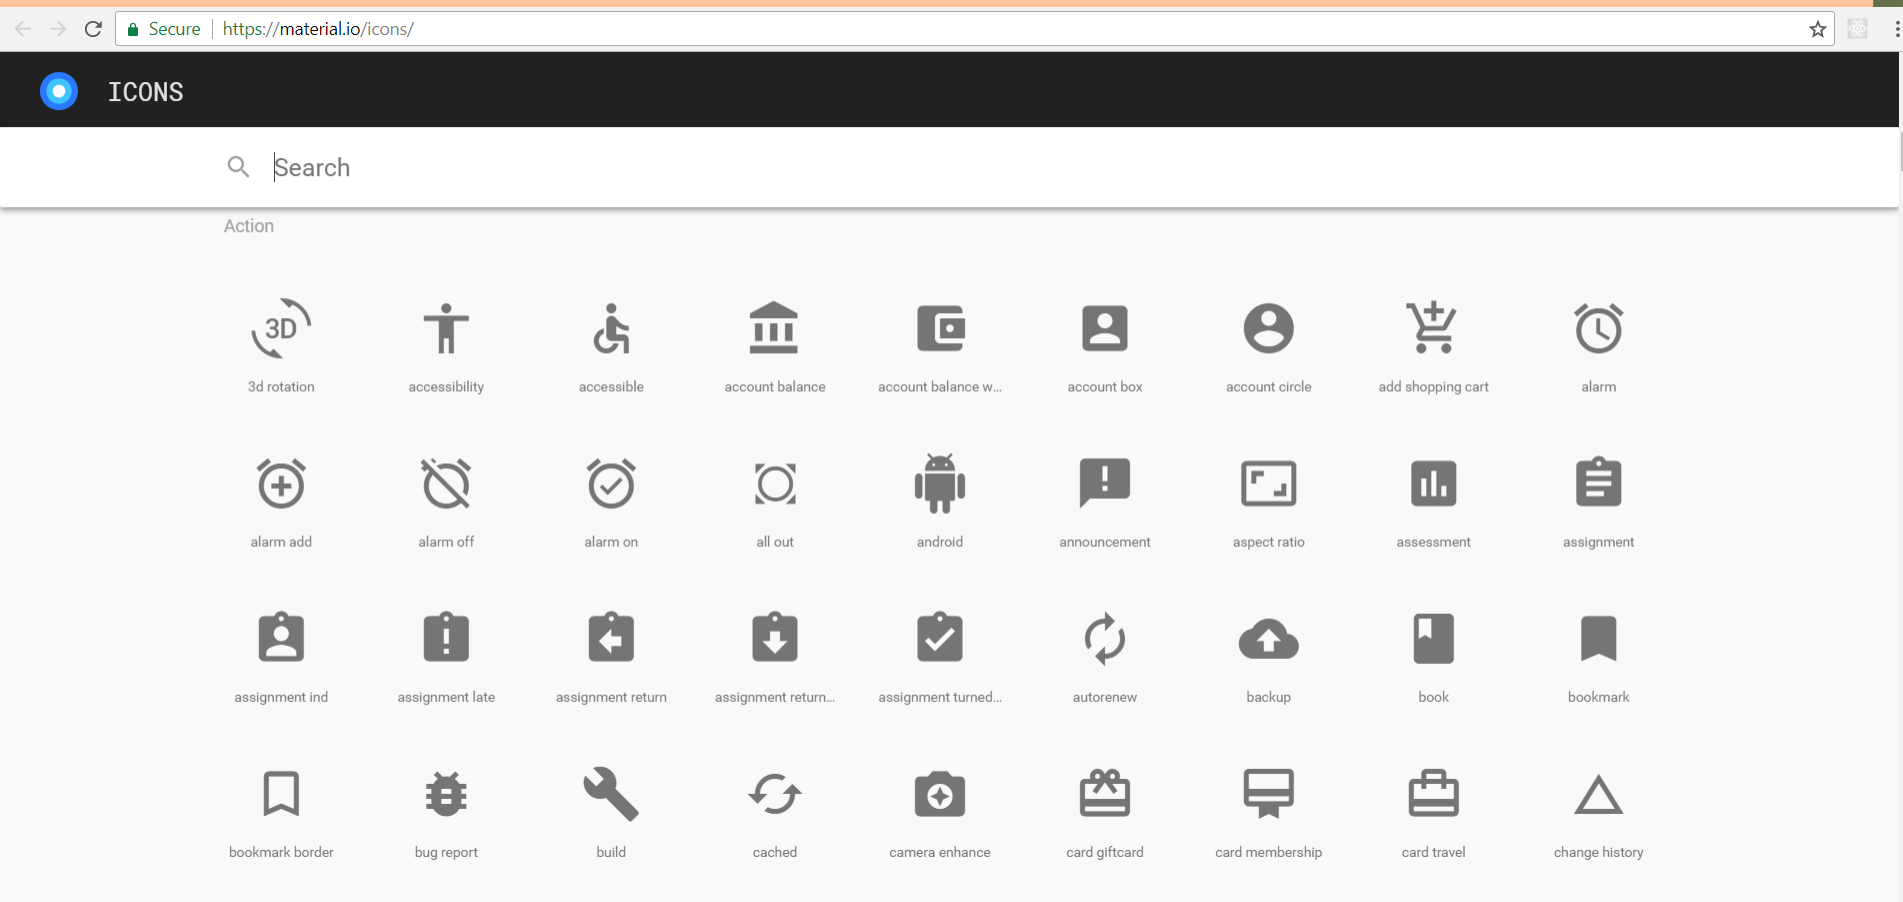 Secure https://material.io/icons/
ICONS
Search
Action
3D
3d rotation accessibility accessible account balance account balance w... account box account circle add shopping cart alarm
alarm add alarm off alarm on all out android announcement aspect ratio assessment assignment
assignment ind assignment late assignment return assignment return... assignment turned... autorenew backup book bookmark
bookmark border bug report build cached camera enhance card giftcard card membership card travel change history